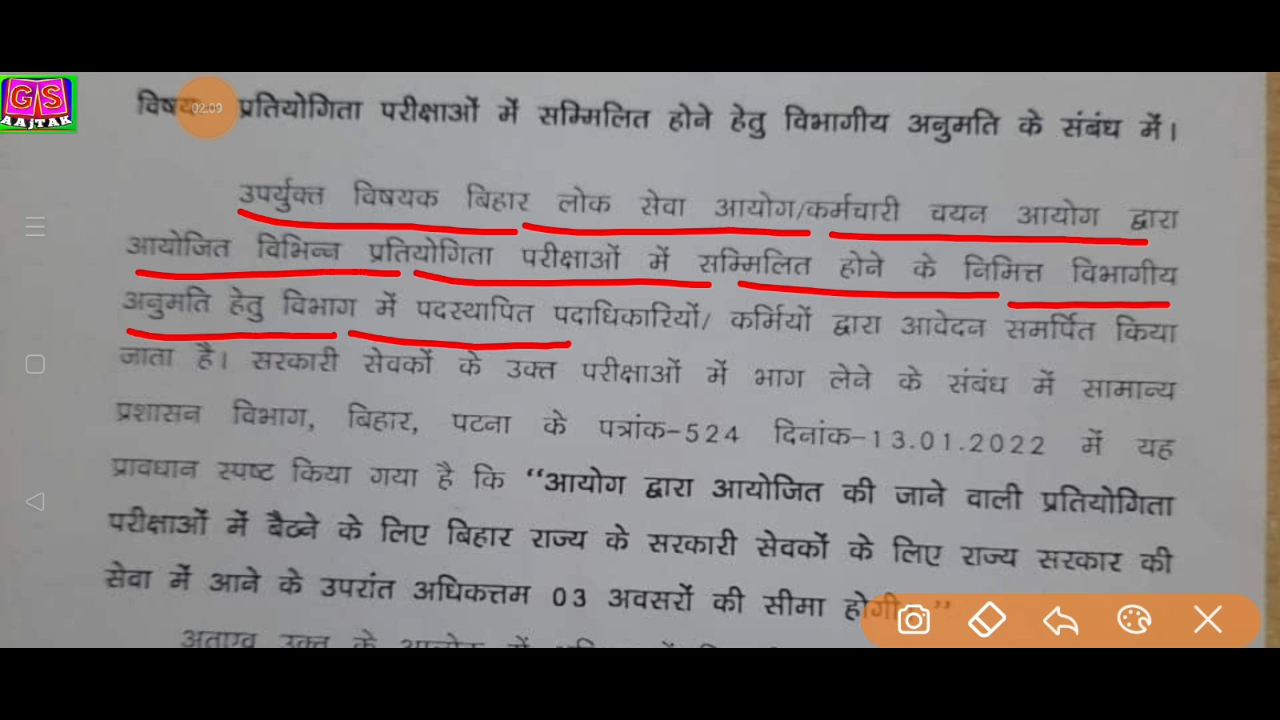 GS
AAjTAK
02:09
प्रतियोगिता परीक्षाओं में सम्मिलित होने हेतु विभागीय अनुमति के संबंध में।
उपर्युक्त विषयक बिहार लोक सेवा आयोग/कर्मचारी चयन आयोग द्वारा
आयोजित विभिन्न प्रतियोगिता परीक्षाओं में सम्मिलित होने के निमित्त विभागीय
अनुमति हेतु विभाग में पदस्थापित पदाधिकारियों/ कर्मियों द्वारा आवेदन समर्पित किया
जाता है। सरकारी सेवकों के उक्त परीक्षाओं में भाग लेने के संबंध में सामान्य
प्रशासन विभाग, बिहार, पटना के पत्रांक-524 दिनांक-13.01.2022 में यह
प्रावधान स्पष्ट किया गया है कि “आयोग द्वारा आयोजित की जाने वाली प्रतियोगिता
परीक्षाओं में बैठने के लिए बिहार राज्य के सरकारी सेवकों के लिए राज्य सरकार की
सेवा में आने के उपरांत अधिकत्तम 03 अवसरों की सीमा होगी ”